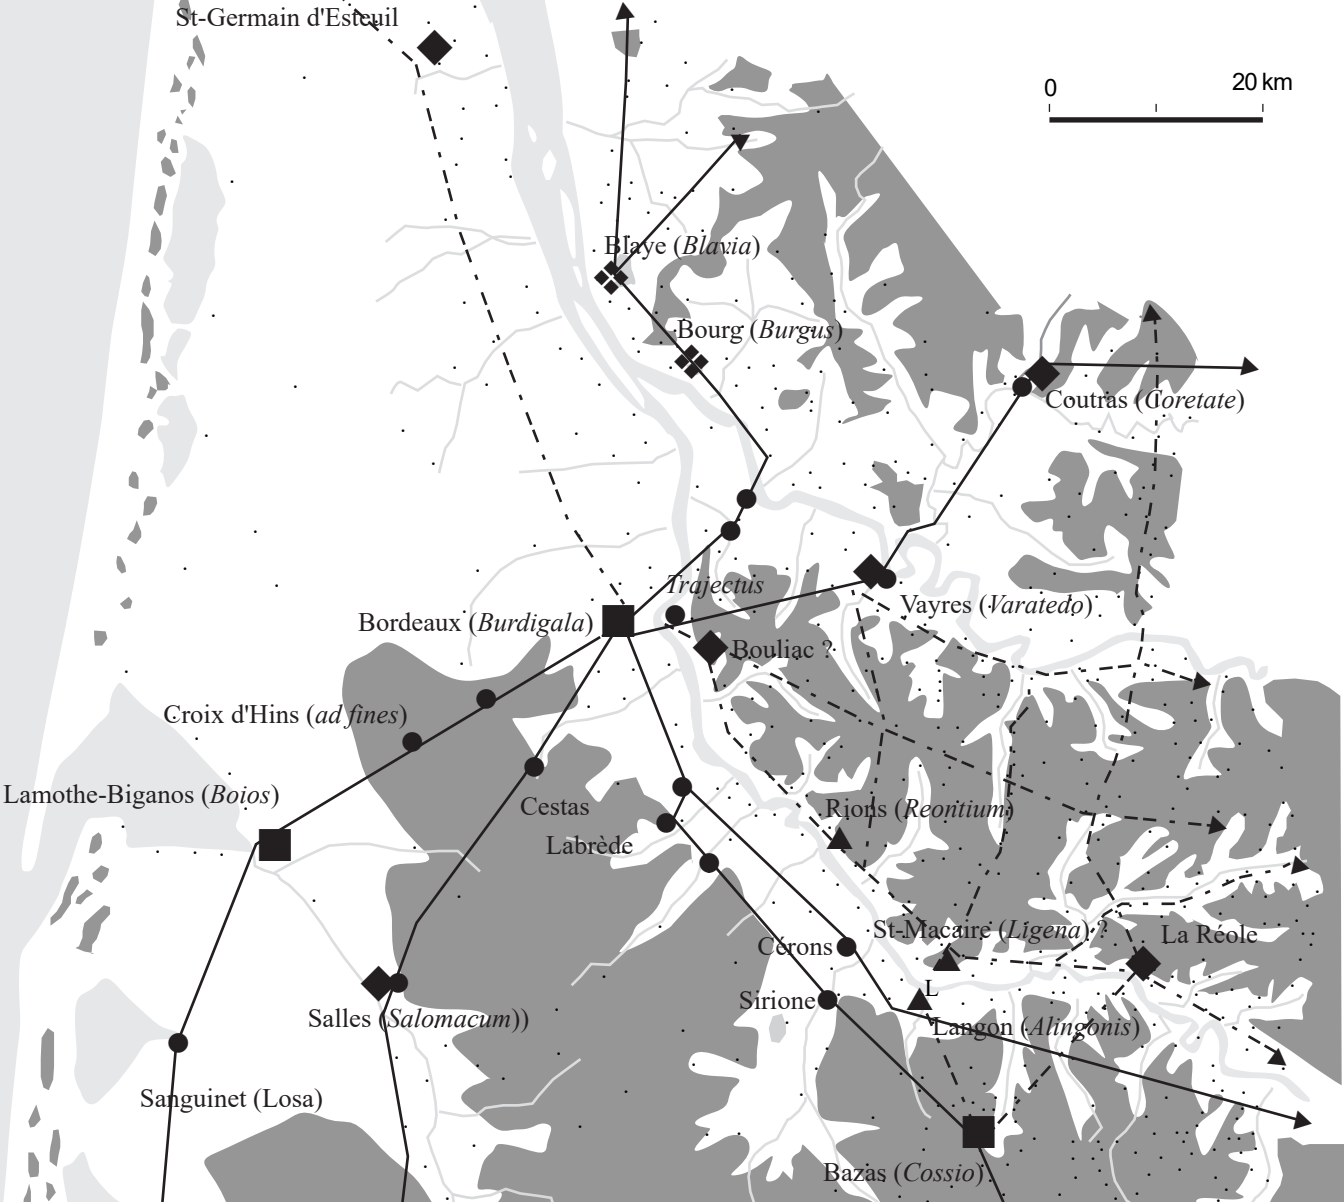 St-Germain d'Esteuil
0 20 km
Blaye (Blavia)
Bourg (Burgus)
Coutras (Coretate)
Trajectus
Vayres (Varatedo)
Bordeaux (Burdigala)
Bouliac ?
Croix d'Hins (ad fines)
Lamothe-Biganos (Boios)
Cestas
Rions (Reontium)
Labrède
St-Macaire (Ligena) ?
La Réole
Cérons
L
Sirione
Salles (Salomacum))
Langon (Alingonis)
Sanguinet (Losa)
Bazas (Cossio)